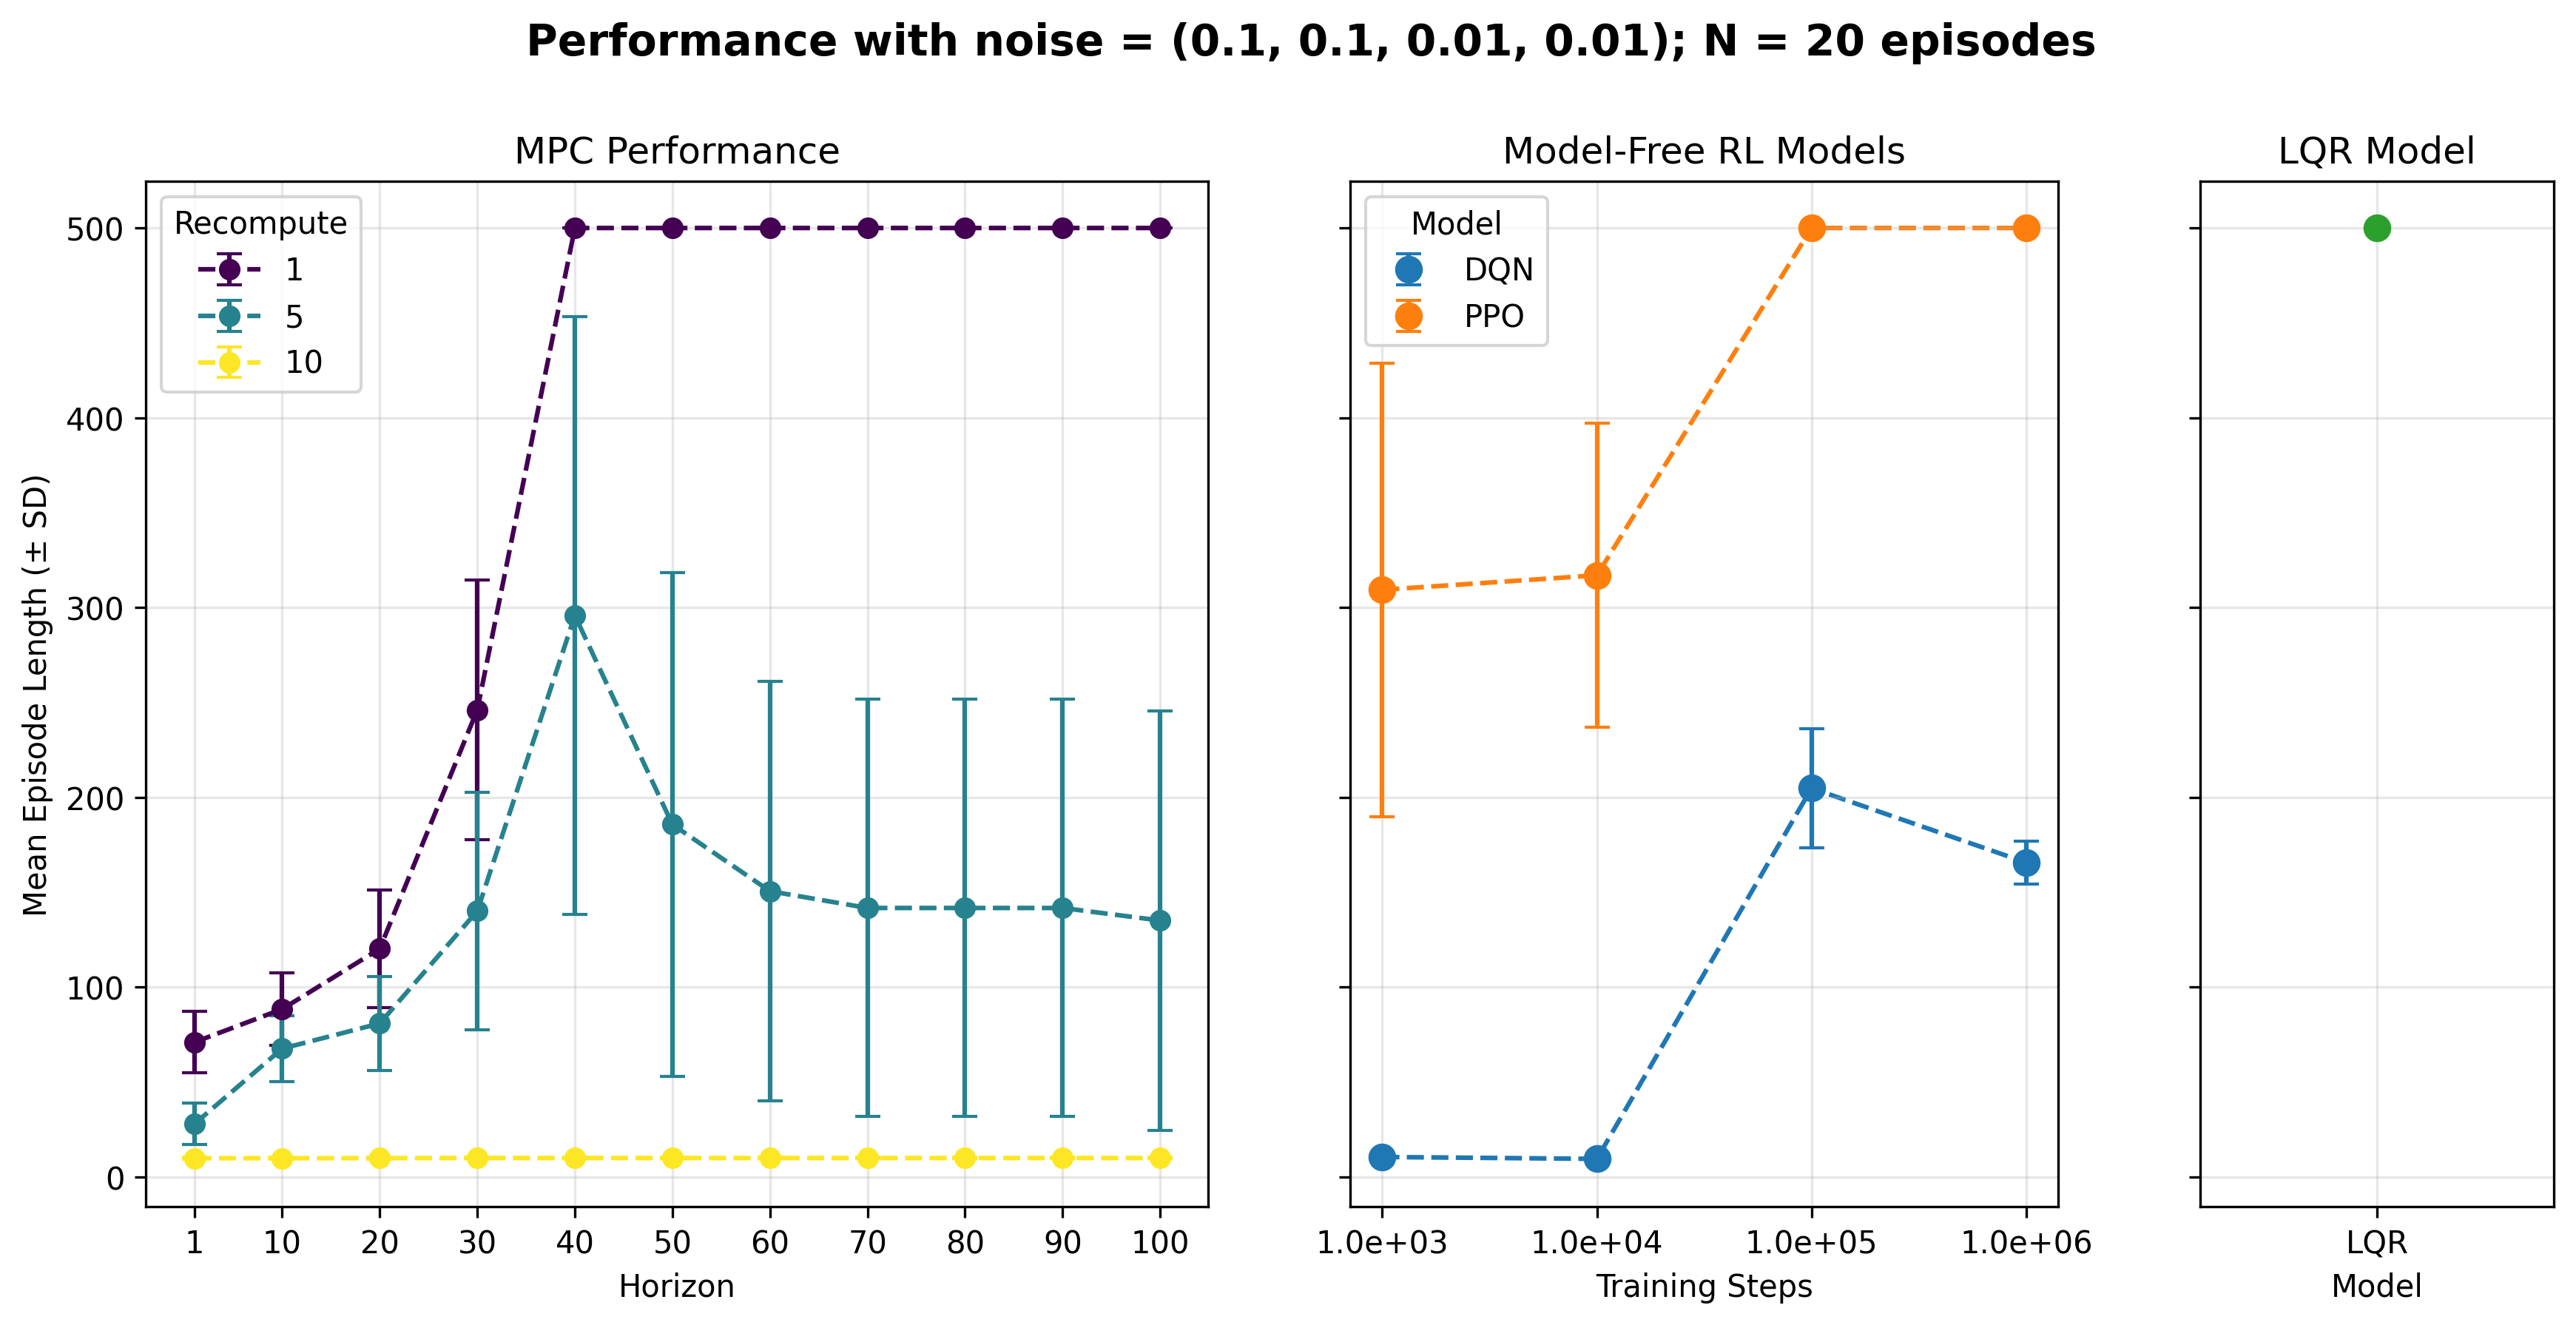 Performance with noise = (0.1, 0.1, 0.01, 0.01); N = 20 episodes
MPC Performance
Mean Episode Length (± SD)
500
400
300
200
100
0
Recompute
1
5
10
1 10 20 30 40 50 60 70 80 90 100
Horizon
Model-Free RL Models
Model
DQN
PPO
1.0e+03 1.0e+04 1.0e+05 1.0e+06
Training Steps
LQR Model
LQR
Model